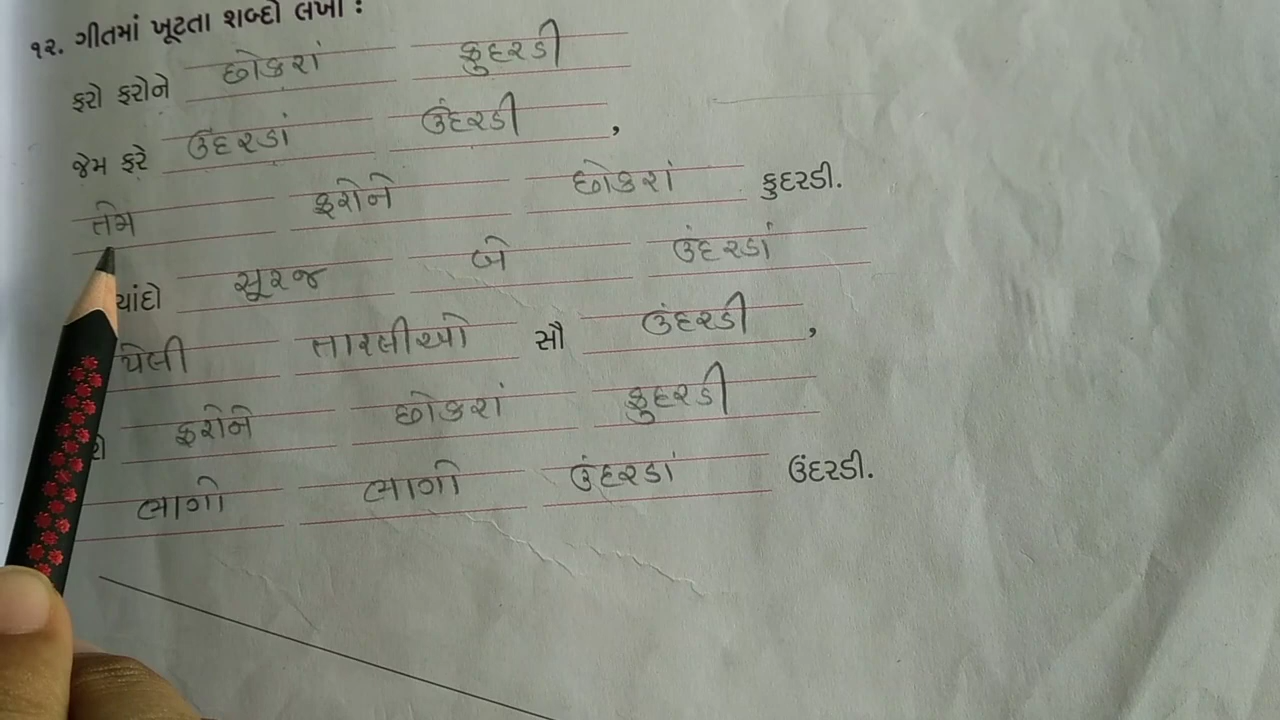 ૧૨. ગીતમાં ખૂટતા શબ્દો લખો :
ફરો ફરોને છોકરાં ફુદરડી
જેમ ફરે ઉંદરડાં ઉંદરડી,
તેમ ફરોને છોકરાં ફુદરડી.
ચાંદો સૂરજ બે ઉંદરડાં
પેલી તારલીઓ સૌ ઉંદરડી,
ફરોને છોકરાં ફુદરડી
ભાગો ભાગો ઉંદરડાં ઉંદરડી.